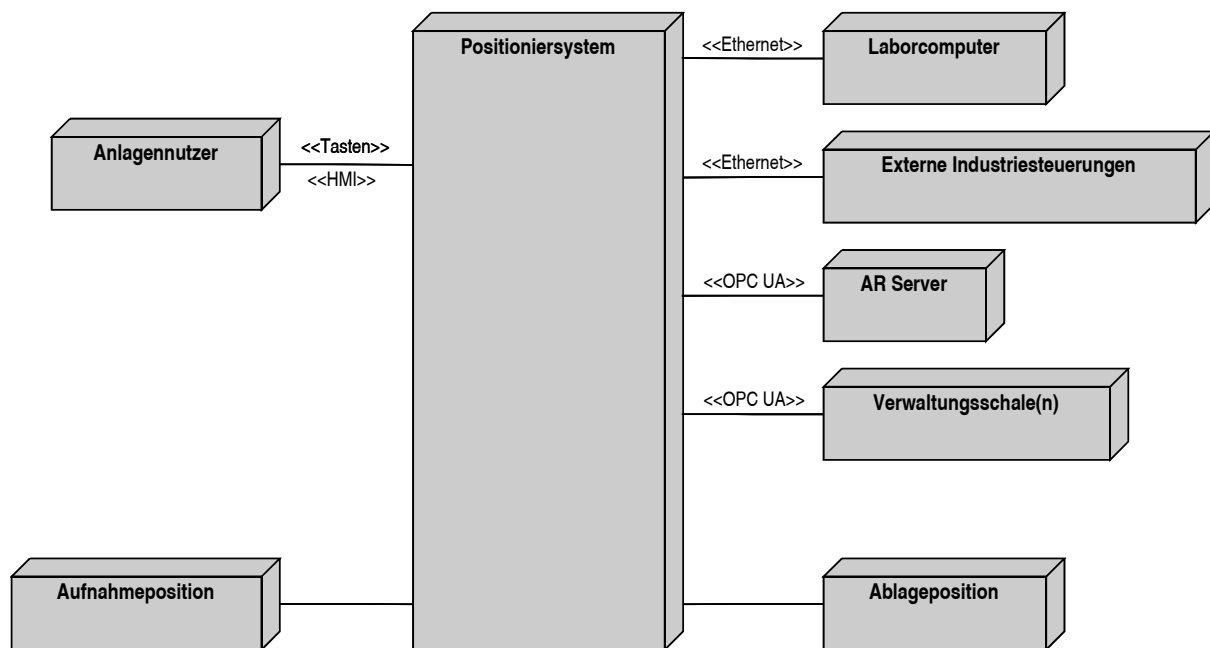 Positioniersystem
<<Ethernet>>
Laborcomputer
Anlagennutzer
<<Tasten>>
<<HMI>>
<<Ethernet>>
Externe Industriesteuerungen
<<OPC UA>>
AR Server
<<OPC UA>>
Verwaltungsschale(n)
Aufnahmeposition
Ablageposition